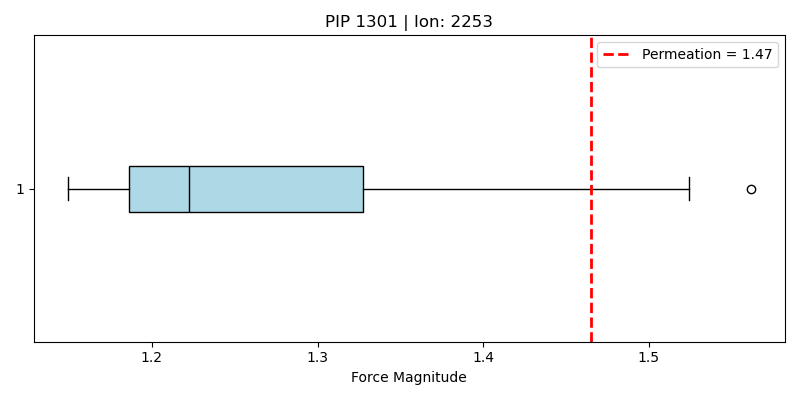 PIP 1301 | Ion: 2253
Permeation = 1.47
1
1.2 1.3 1.4 1.5
Force Magnitude